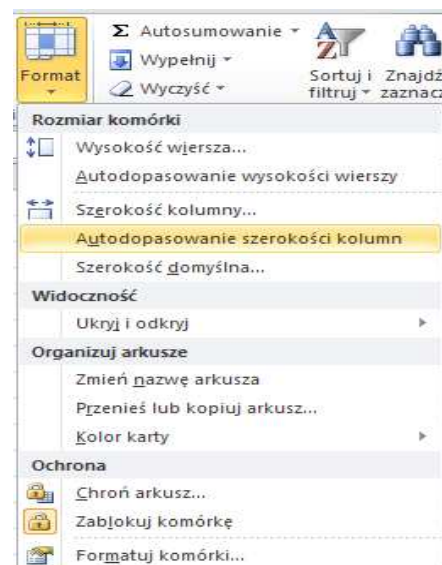 Σ Autosumowanie
Wypełnij
Wyczyść
Format
Sortuj i filtruj
Znajdź zaznacz
Rozmiar komórki
Wysokość wiersza...
Autodopasowanie wysokości wierszy
Szerokość kolumny...
Autodopasowanie szerokości kolumn
Szerokość domyślna...
Widoczność
Ukryj i odkryj
Organizuj arkusze
Zmień nazwę arkusza
Przenieś lub kopiuj arkusz...
Kolor karty
Ochrona
Chroń arkusz...
Zablokuj komórkę
Formatuj komórki...